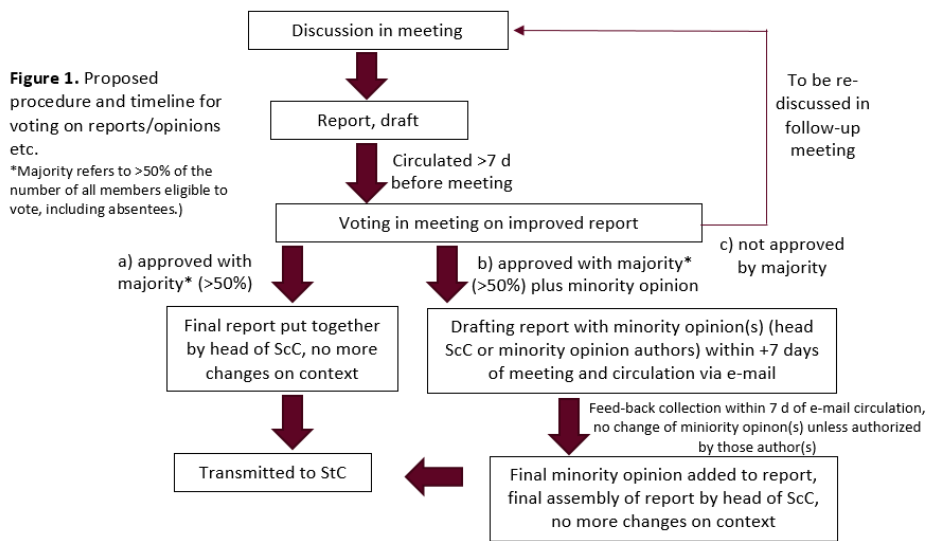 Discussion in meeting
Figure 1. Proposed
procedure and timeline for
voting on reports/opinions
etc.
*Majority refers to >50% of the
number of all members eligible to
vote, including absentees.)
To be re-
discussed in
follow-up
meeting
Report, draft
Circulated >7 d
before meeting
Voting in meeting on improved report
a) approved with
majority* (>50%)
b) approved with majority*
(>50%) plus minority opinion
c) not approved
by majority
Final report put together
by head of ScC, no more
changes on context
Drafting report with minority opinion(s) (head
ScC or minority opinion authors) within +7 days
of meeting and circulation via e-mail
Feed-back collection within 7 d of e-mail circulation,
no change of miniority opinon(s) unless authorized
by those author(s)
Transmitted to StC
Final minority opinion added to report,
final assembly of report by head of ScC,
no more changes on context